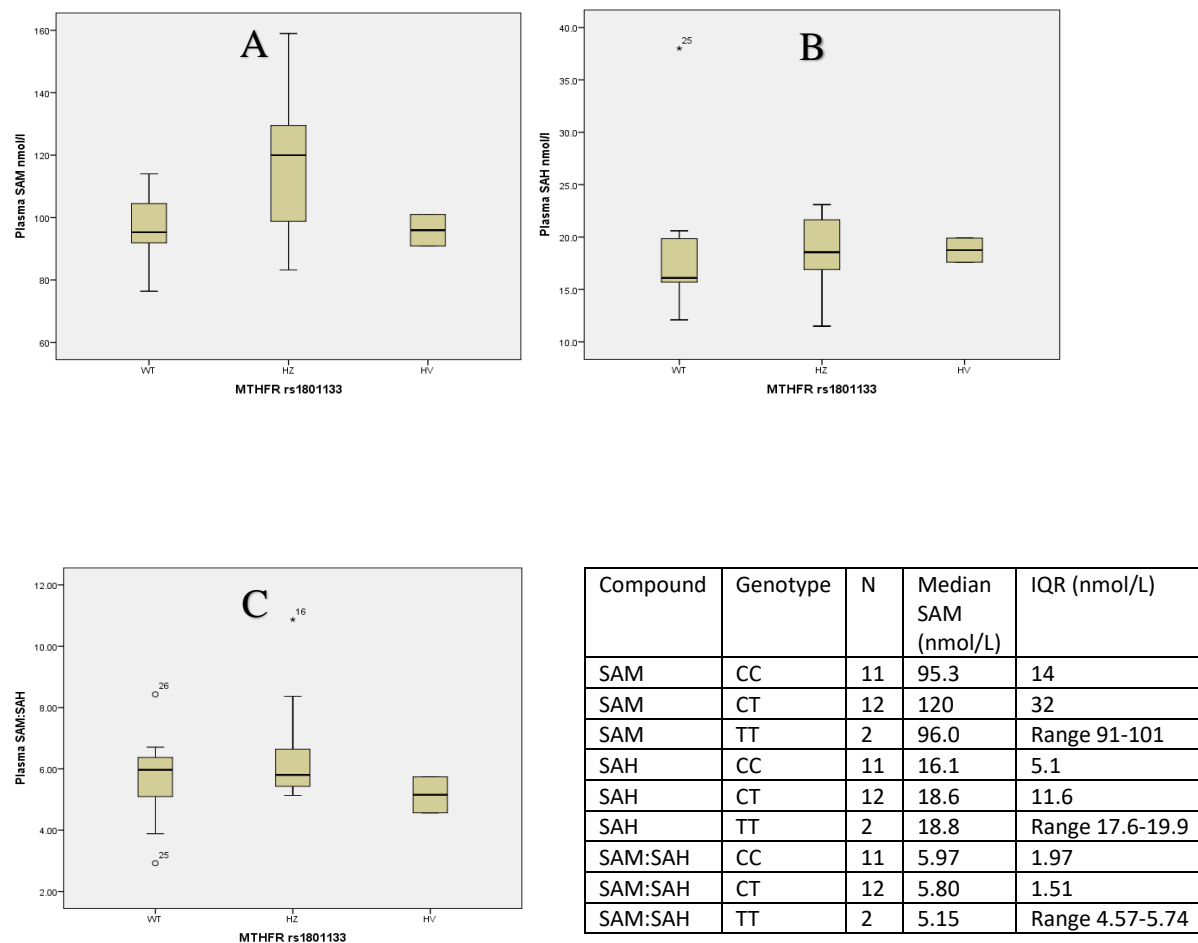 A
160
140
120
100
80
60
Plasma SAM nmol/l
WT
HZ
HV
MTHFR rs1801133
B
25
40.0
35.0
30.0
25.0
20.0
15.0
10.0
Plasma SAH nmol/l
WT
HZ
HV
MTHFR rs1801133
C
16
26
25
12.00
10.00
8.00
6.00
4.00
2.00
Plasma SAM:SAH
WT
HZ
HV
MTHFR rs1801133
Compound Genotype N Median IQR (nmol/L)
SAM
(nmol/L)
SAM CC 11 95.3 14
SAM CT 12 120 32
SAM TT 2 96.0 Range 91-101
SAH CC 11 16.1 5.1
SAH CT 12 18.6 11.6
SAH TT 2 18.8 Range 17.6-19.9
SAM:SAH CC 11 5.97 1.97
SAM:SAH CT 12 5.80 1.51
SAM:SAH TT 2 5.15 Range 4.57-5.74